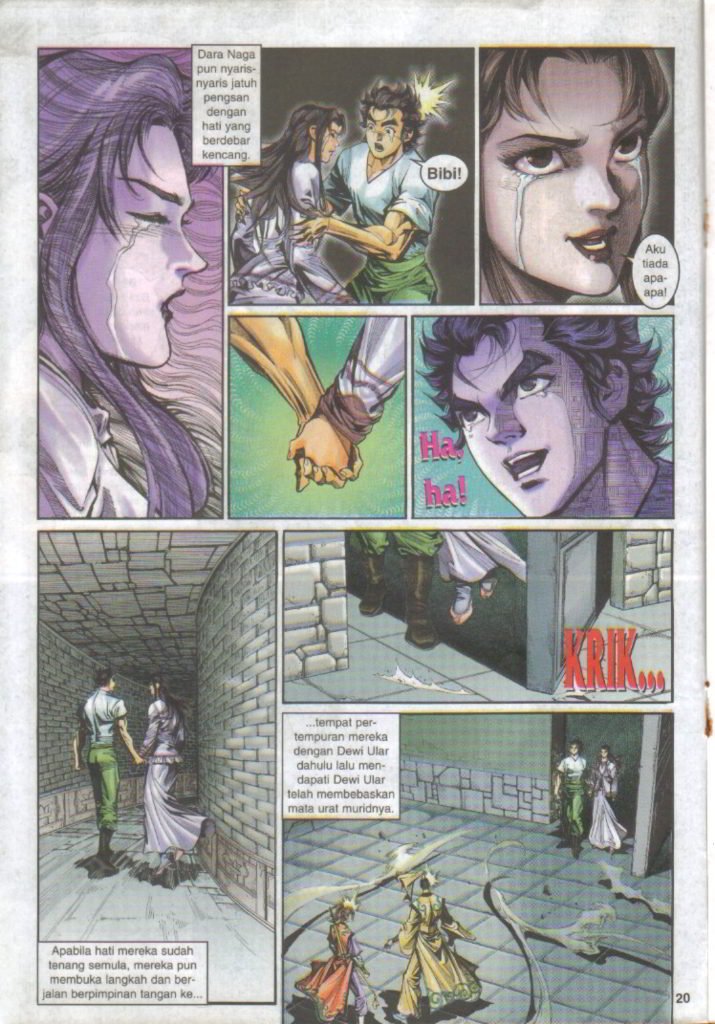 Dara Naga
pun nyaris-
nyaris jatuh
pengsan
dengan
hati yang
berdebar
kencang.
Bibi!
Aku
tiada
apa-
apa!
Ha,
ha!
Apabila hati mereka sudah
tenang semula, mereka pun
membuka langkah dan ber-
jalan berpimpinan tangan ke...
KRIK...
...tempat per-
tempuran mereka
dengan Dewi Ular
dahulu lalu men-
dapati Dewi Ular
telah membebaskan
mata urat muridnya.
20